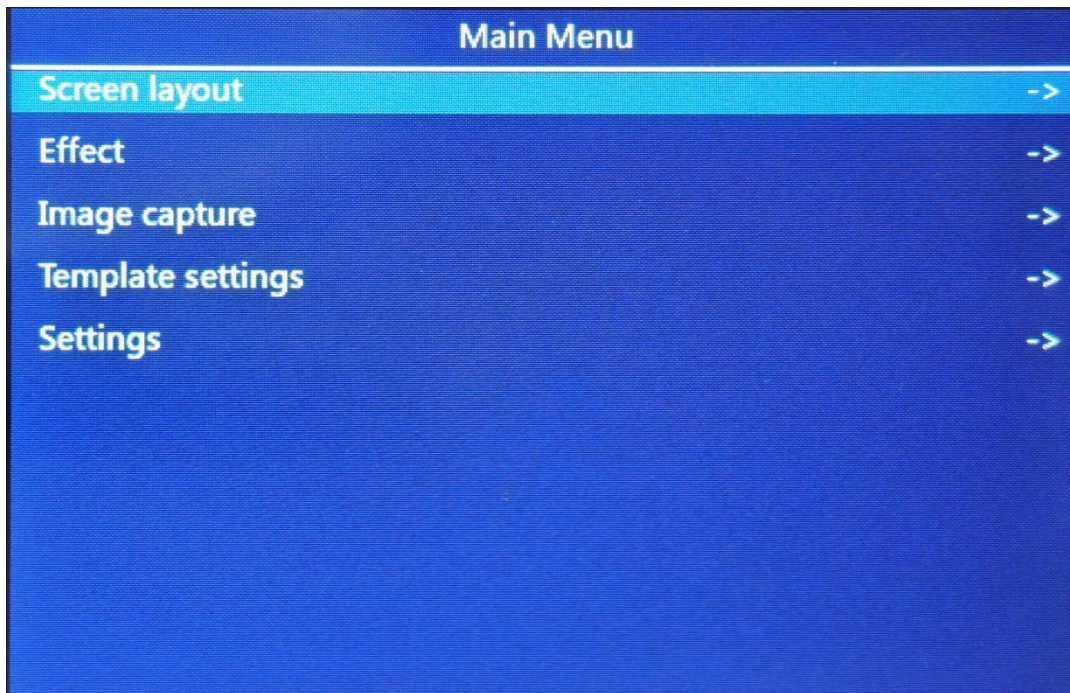 Main Menu
Screen layout ->
Effect ->
Image capture ->
Template settings ->
Settings ->